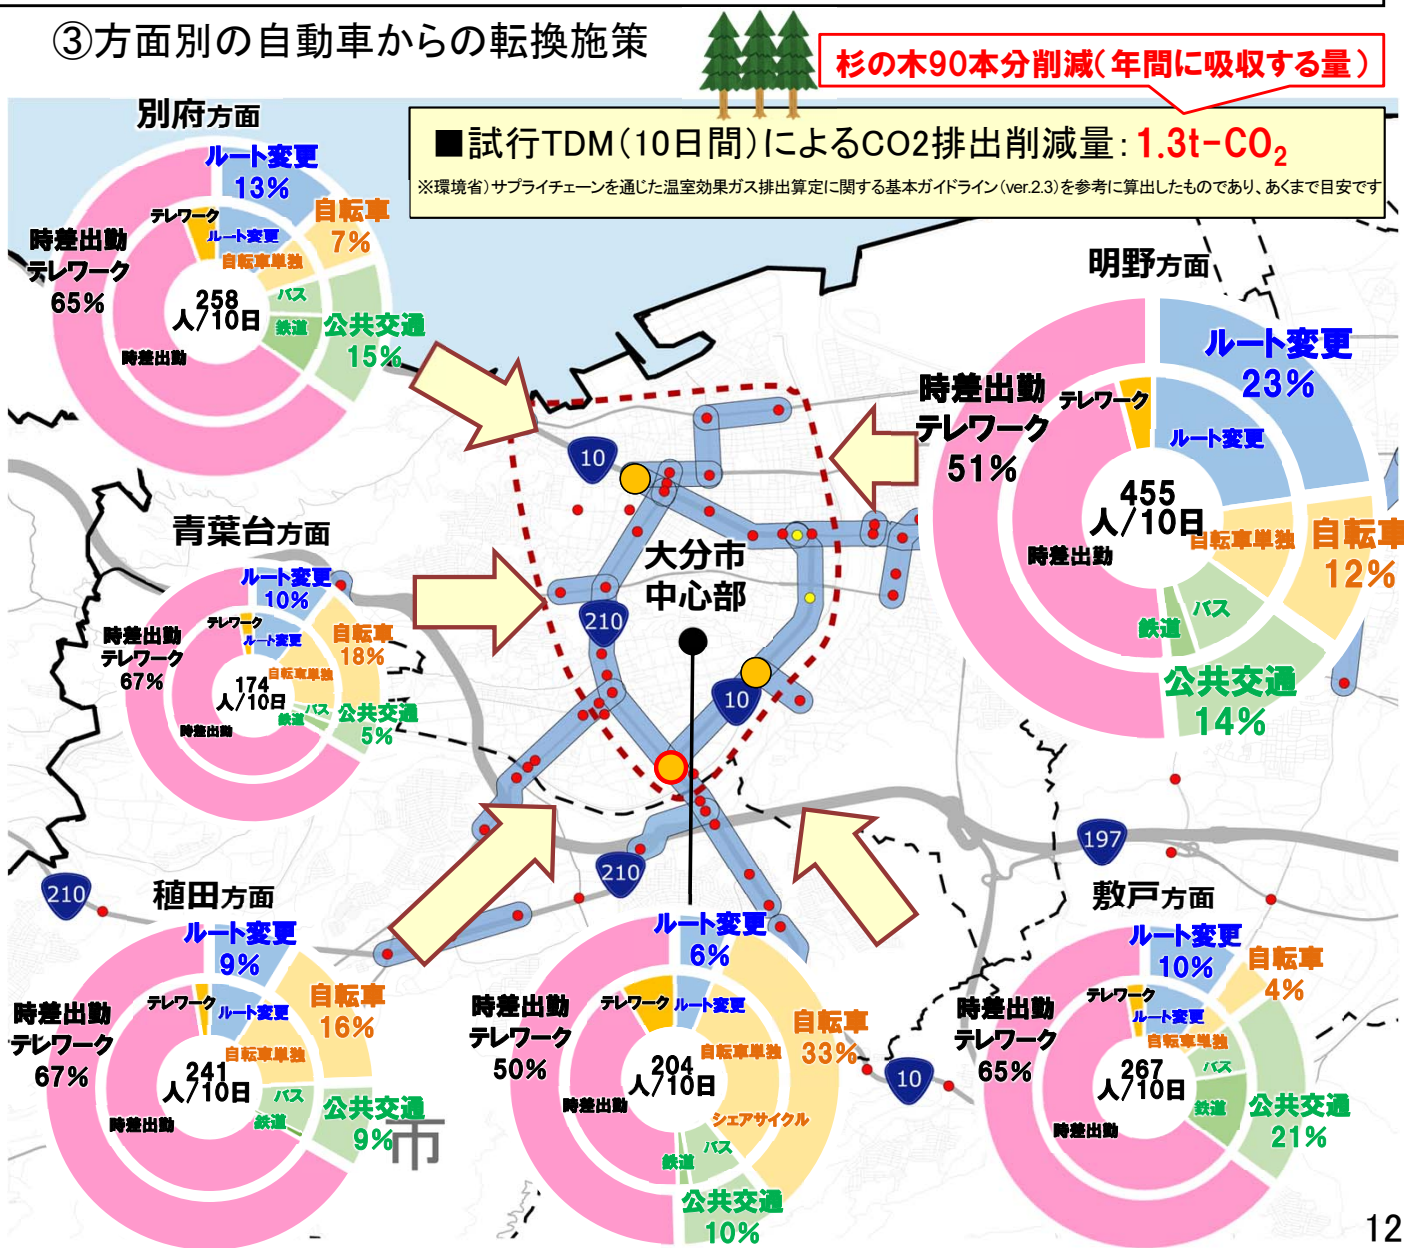 ③方面別の自動車からの転換施策
杉の木90本分削減(年間に吸収する量)
■試行TDM(10日間)によるCO2排出削減量:1.3t-CO₂
※環境省)サプライチェーンを通じた温室効果ガス排出算定に関する基本ガイドライン(ver.2.3)を参考に算出したものであり、あくまで目安です
別府方面
ルート変更
13%
自転車
7%
公共交通
15%
時差出勤
テレワーク
65%
テレワーク
ルート変更
自転車単独
バス
鉄道
時差出勤
258
人/10日
明野方面
ルート変更
23%
自転車
12%
公共交通
14%
時差出勤
テレワーク
51%
テレワーク
ルート変更
自転車単独
バス
鉄道
時差出勤
455
人/10日
青葉台方面
ルート変更
10%
自転車
18%
公共交通
5%
時差出勤
テレワーク
67%
テレワーク
ルート変更
自転車単独
バス
鉄道
時差出勤
174
人/10日
大分市
中心部
10
210
10
210
210
197
10
市
稙田方面
ルート変更
9%
自転車
16%
公共交通
9%
時差出勤
テレワーク
67%
テレワーク
ルート変更
自転車単独
バス
鉄道
時差出勤
241
人/10日
ルート変更
6%
自転車
33%
公共交通
10%
時差出勤
テレワーク
50%
テレワーク
ルート変更
自転車単独
シェアサイクル
バス
鉄道
時差出勤
204
人/10日
敷戸方面
ルート変更
10%
自転車
4%
公共交通
21%
時差出勤
テレワーク
65%
テレワーク
ルート変更
自転車単独
バス
鉄道
時差出勤
267
人/10日
12